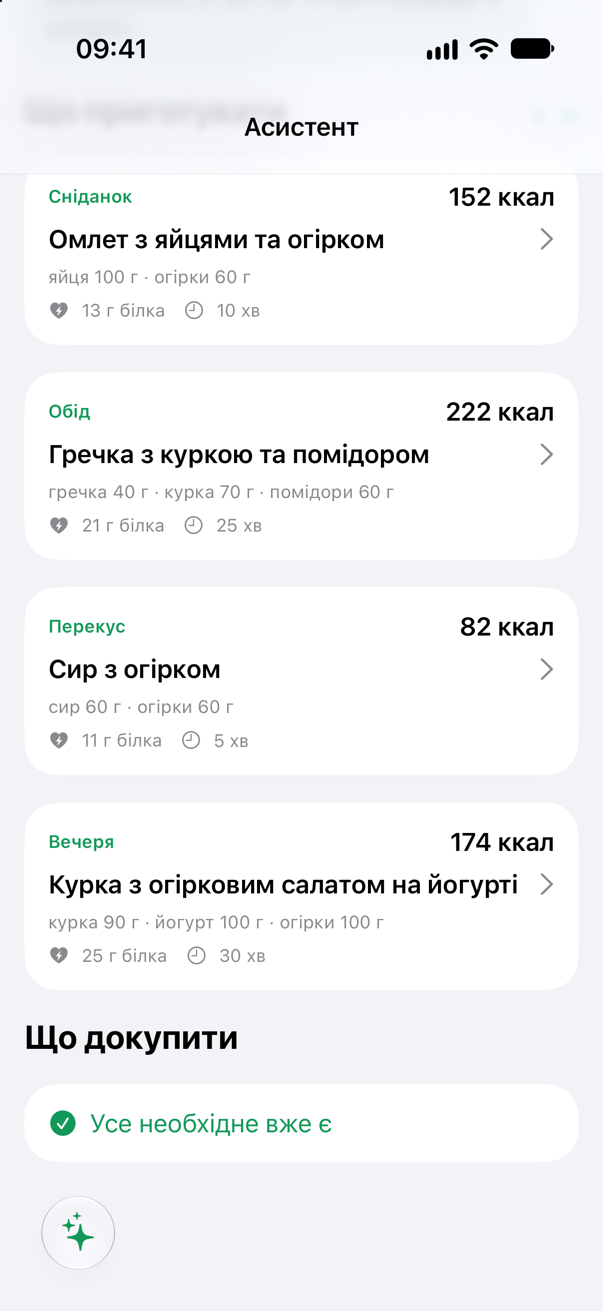 09:41
Що приготувати
Асистент
Сніданок
152 ккал
Омлет з яйцями та огірком
яйця 100 г · огірки 60 г
13 г білка 10 хв
Обід
222 ккал
Гречка з куркою та помідором
гречка 40 г · курка 70 г · помідори 60 г
21 г білка 25 хв
Перекус
82 ккал
Сир з огірком
сир 60 г · огірки 60 г
11 г білка 5 хв
Вечеря
174 ккал
Курка з огірковим салатом на йогурті
курка 90 г · йогурт 100 г · огірки 100 г
25 г білка 30 хв
Що докупити
Усе необхідне вже є